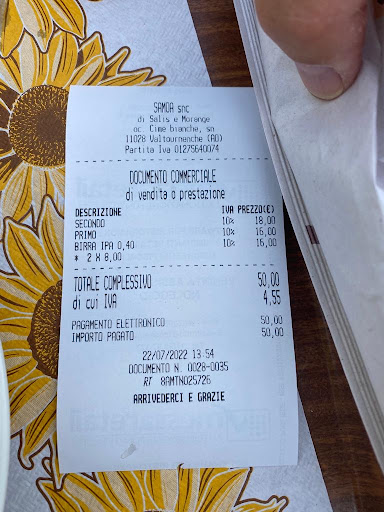 SAMOA snc
di Salis e Morange
oc. Cime bianche, sn
11028 Valtournenche (AO)
Partita Iva 01275640074
DOCUMENTO COMMERCIALE
di vendita o prestazione
DESCRIZIONE IVA PREZZO(€)
SECONDO 10% 18,00
PRIMO 10% 16,00
BIRRA IPA 0,40 10% 16,00
* 2 X 8,00
TOTALE COMPLESSIVO 50,00
di cui IVA 4,55
PAGAMENTO ELETTRONICO 50,00
IMPORTO PAGATO 50,00
22/07/2022 13:54
DOCUMENTO N. 0028-0035
RT 8AMTN025726
ARRIVEDERCI E GRAZIE